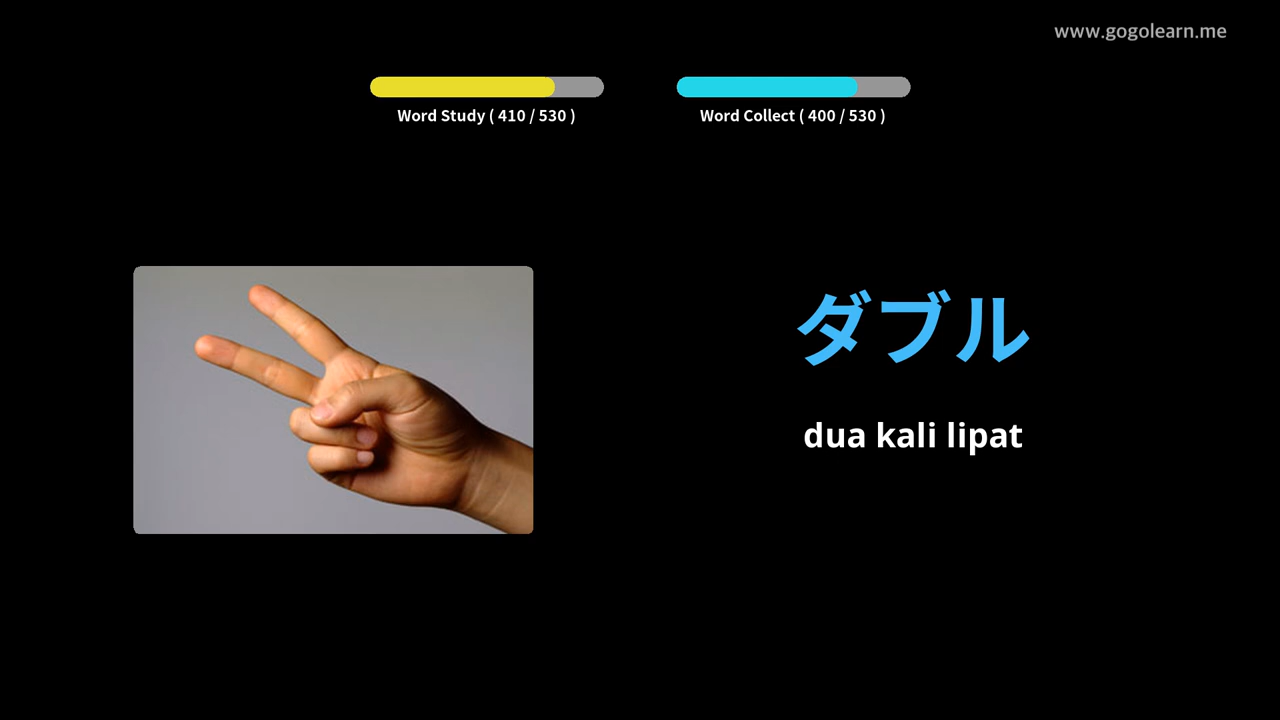 www.gogolearn.me
Word Study ( 410 / 530 )
Word Collect ( 400 / 530 )
ダブル
dua kali lipat